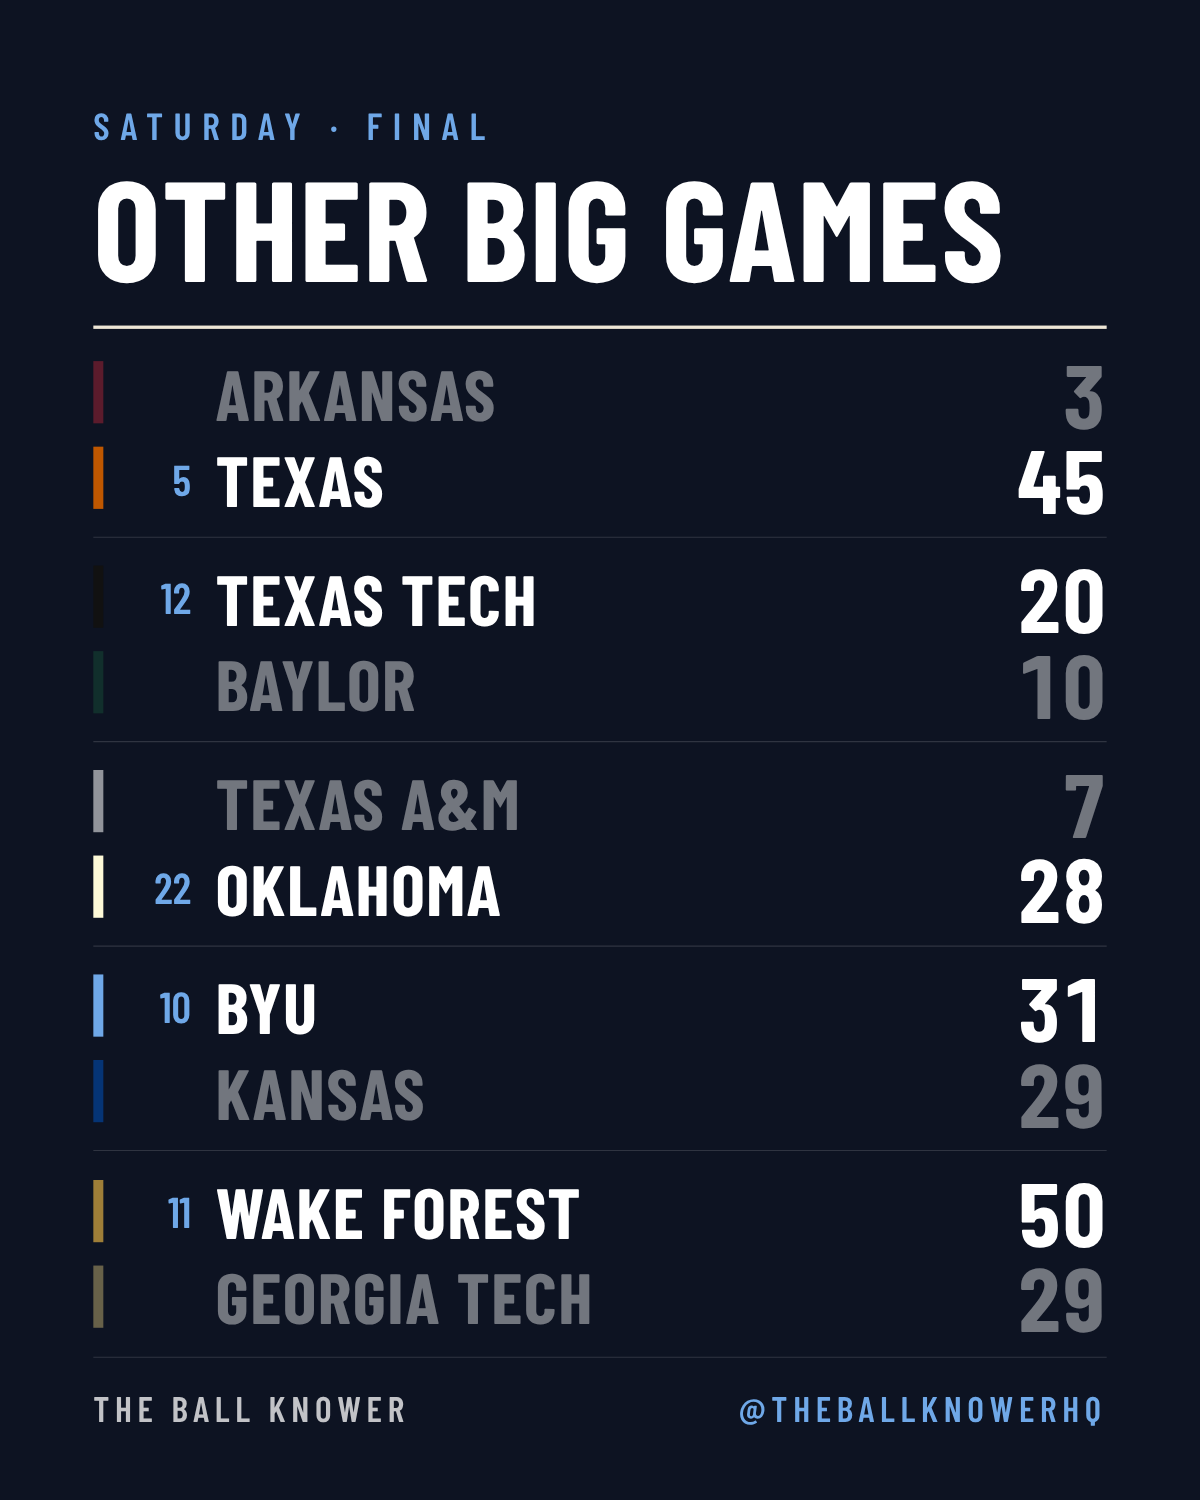 SATURDAY · FINAL
OTHER BIG GAMES
ARKANSAS 3
5 TEXAS 45
12 TEXAS TECH 20
BAYLOR 10
TEXAS A&M 7
22 OKLAHOMA 28
10 BYU 31
KANSAS 29
11 WAKE FOREST 50
GEORGIA TECH 29
THE BALL KNOWER @THEBALLKNOWERHQ